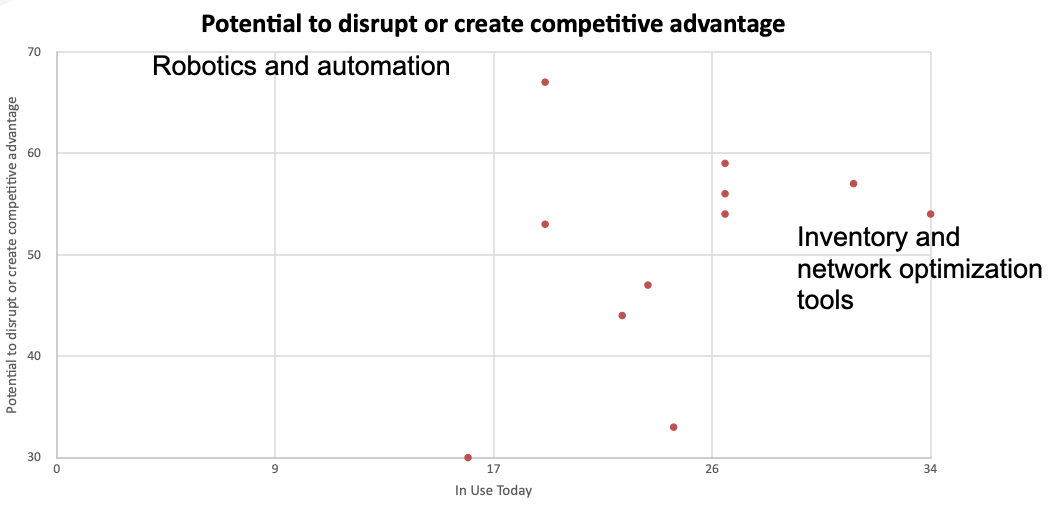 Potential to disrupt or create competitive advantage
70
Robotics and automation
60
50
40
30
Inventory and
network optimization
tools
0
9
17
26
34
In Use Today
Potential to disrupt or create competitive advantage